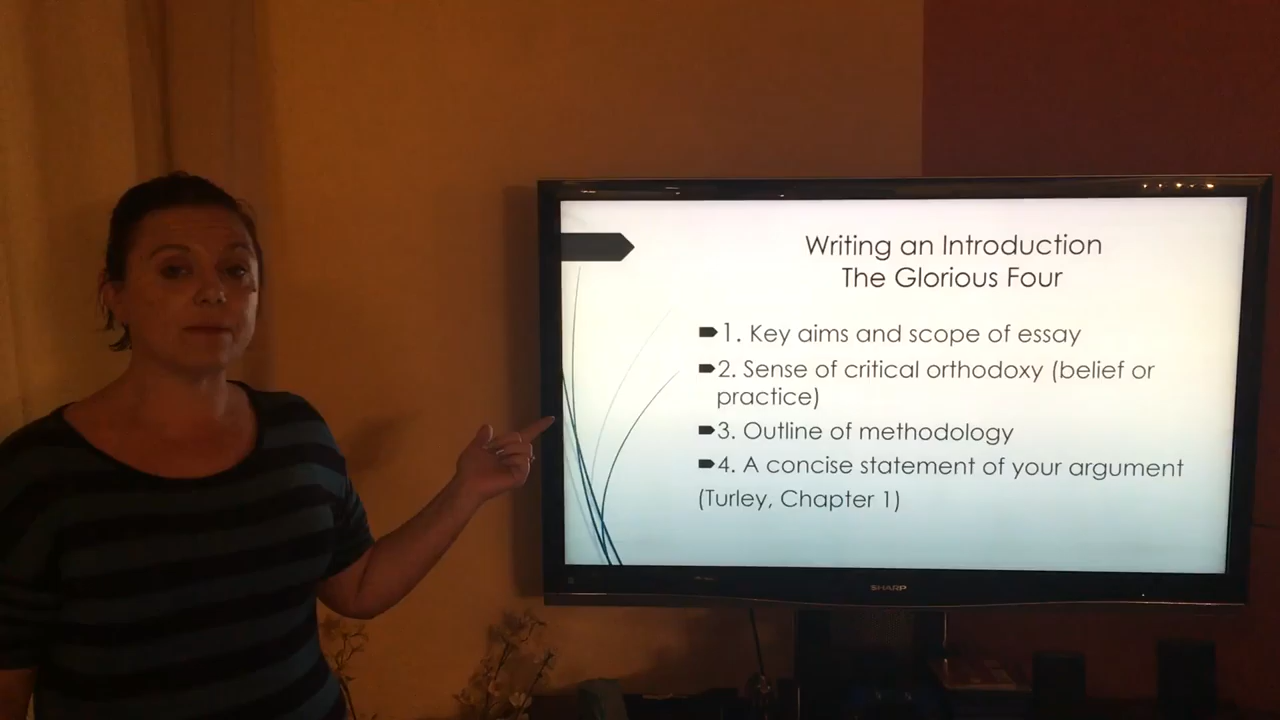 Writing an Introduction
The Glorious Four
1. Key aims and scope of essay
2. Sense of critical orthodoxy (belief or
practice)
3. Outline of methodology
4. A concise statement of your argument
(Turley, Chapter 1)
SHARP